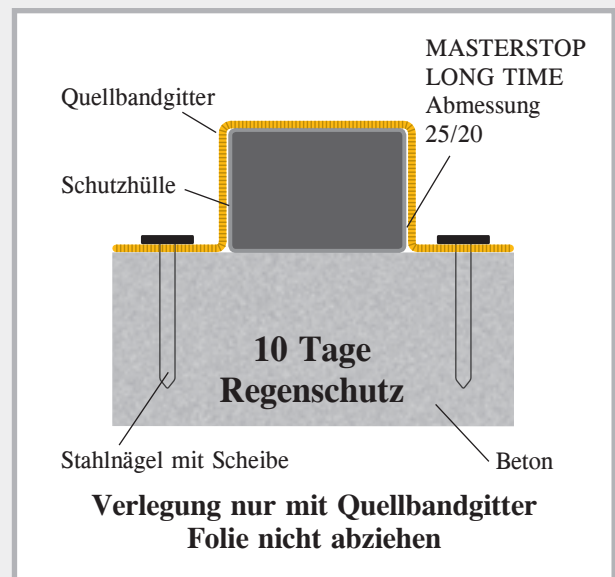 MASTERSTOP
LONG TIME
Abmessung
25/20
Quellbandgitter
Schutzhülle
10 Tage
Regenschutz
Stahlnägel mit Scheibe
Beton
Verlegung nur mit Quellbandgitter
Folie nicht abziehen